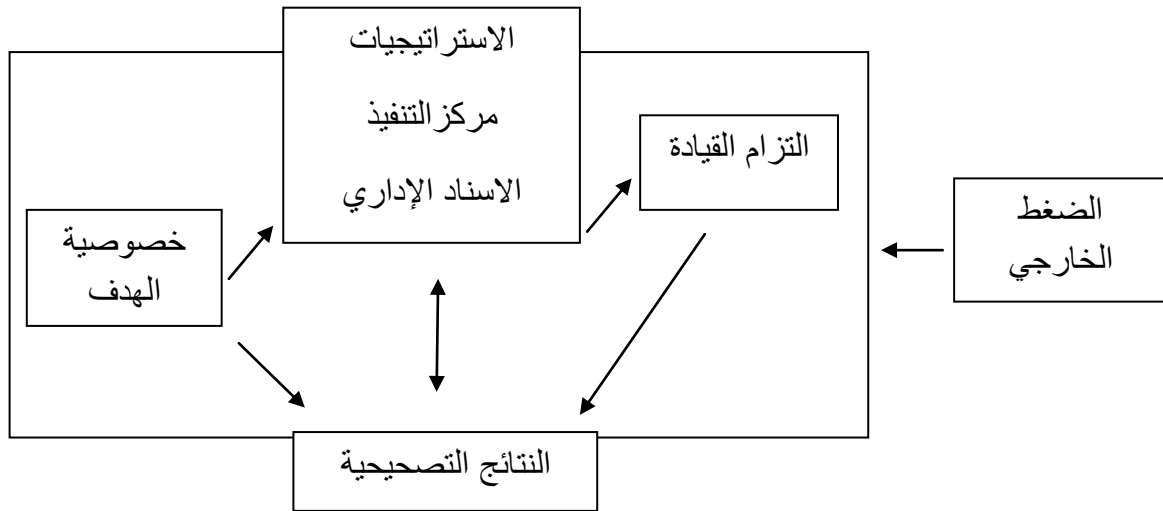 الاستراتيجيات
مركزالتنفيذ
الاسناد الإداري
التزام القيادة
الضغط
الخارجي
خصوصية
الهدف
النتائج التصحيحية